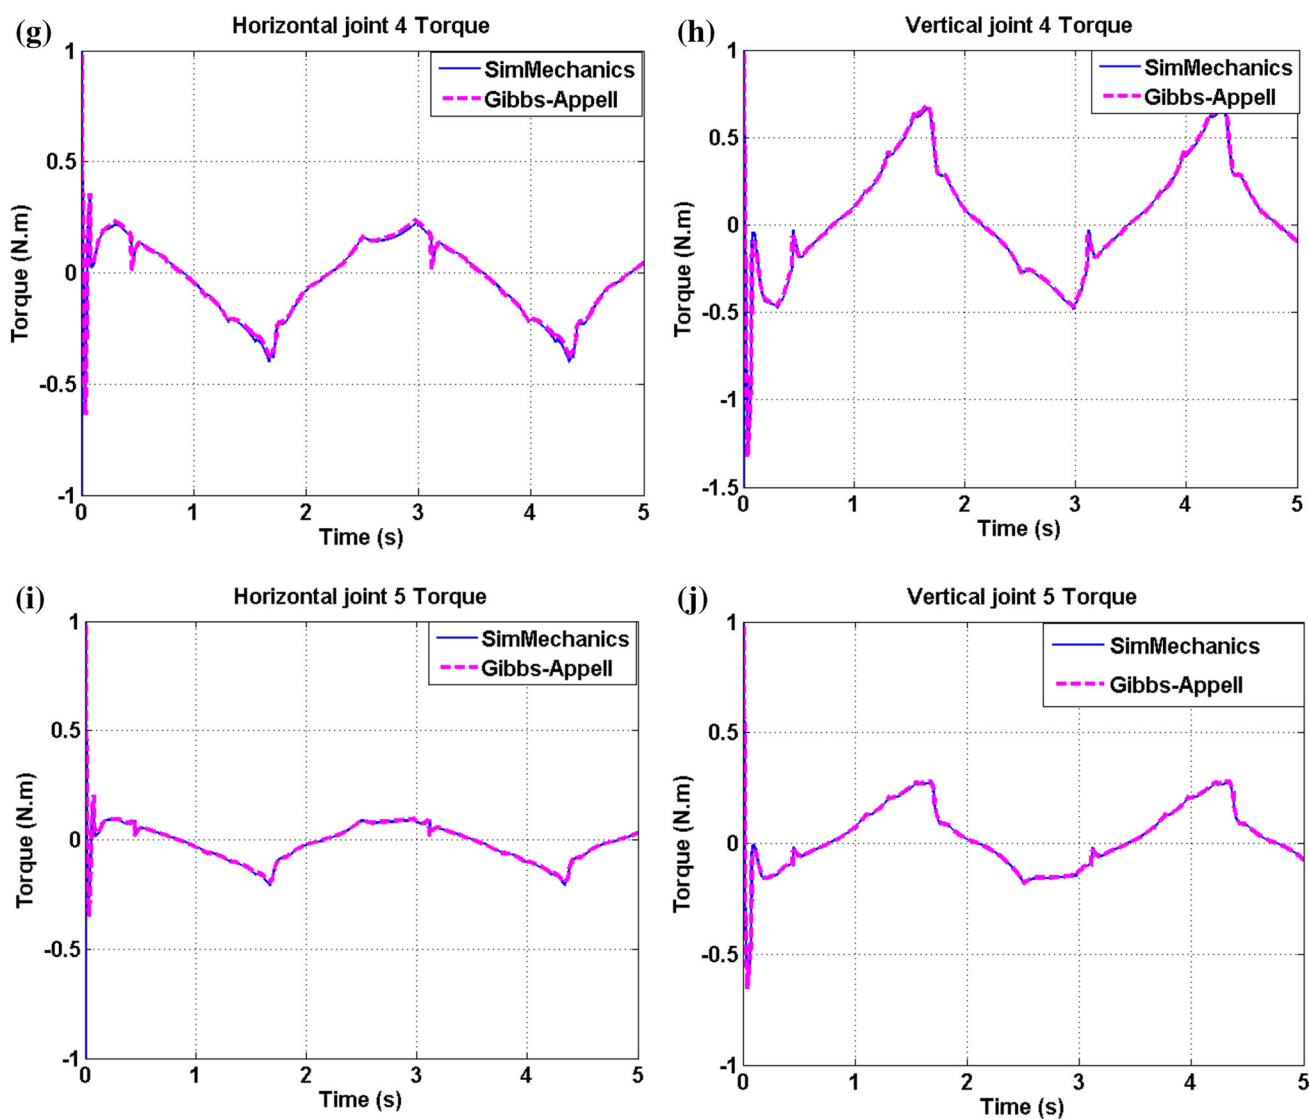 (g)
Horizontal joint 4 Torque
SimMechanics
Gibbs-Appell
Torque (N.m)
1
0.5
0
-0.5
-1
0 1 2 3 4 5
Time (s)
(h)
Vertical joint 4 Torque
SimMechanics
Gibbs-Appell
Torque (N.m)
1
0.5
0
-0.5
-1
-1.5
0 1 2 3 4 5
Time (s)
(i)
Horizontal joint 5 Torque
SimMechanics
Gibbs-Appell
Torque (N.m)
1
0.5
0
-0.5
-1
0 1 2 3 4 5
Time (s)
(j)
Vertical joint 5 Torque
SimMechanics
Gibbs-Appell
Torque (N.m)
1
0.5
0
-0.5
-1
0 1 2 3 4 5
Time (s)